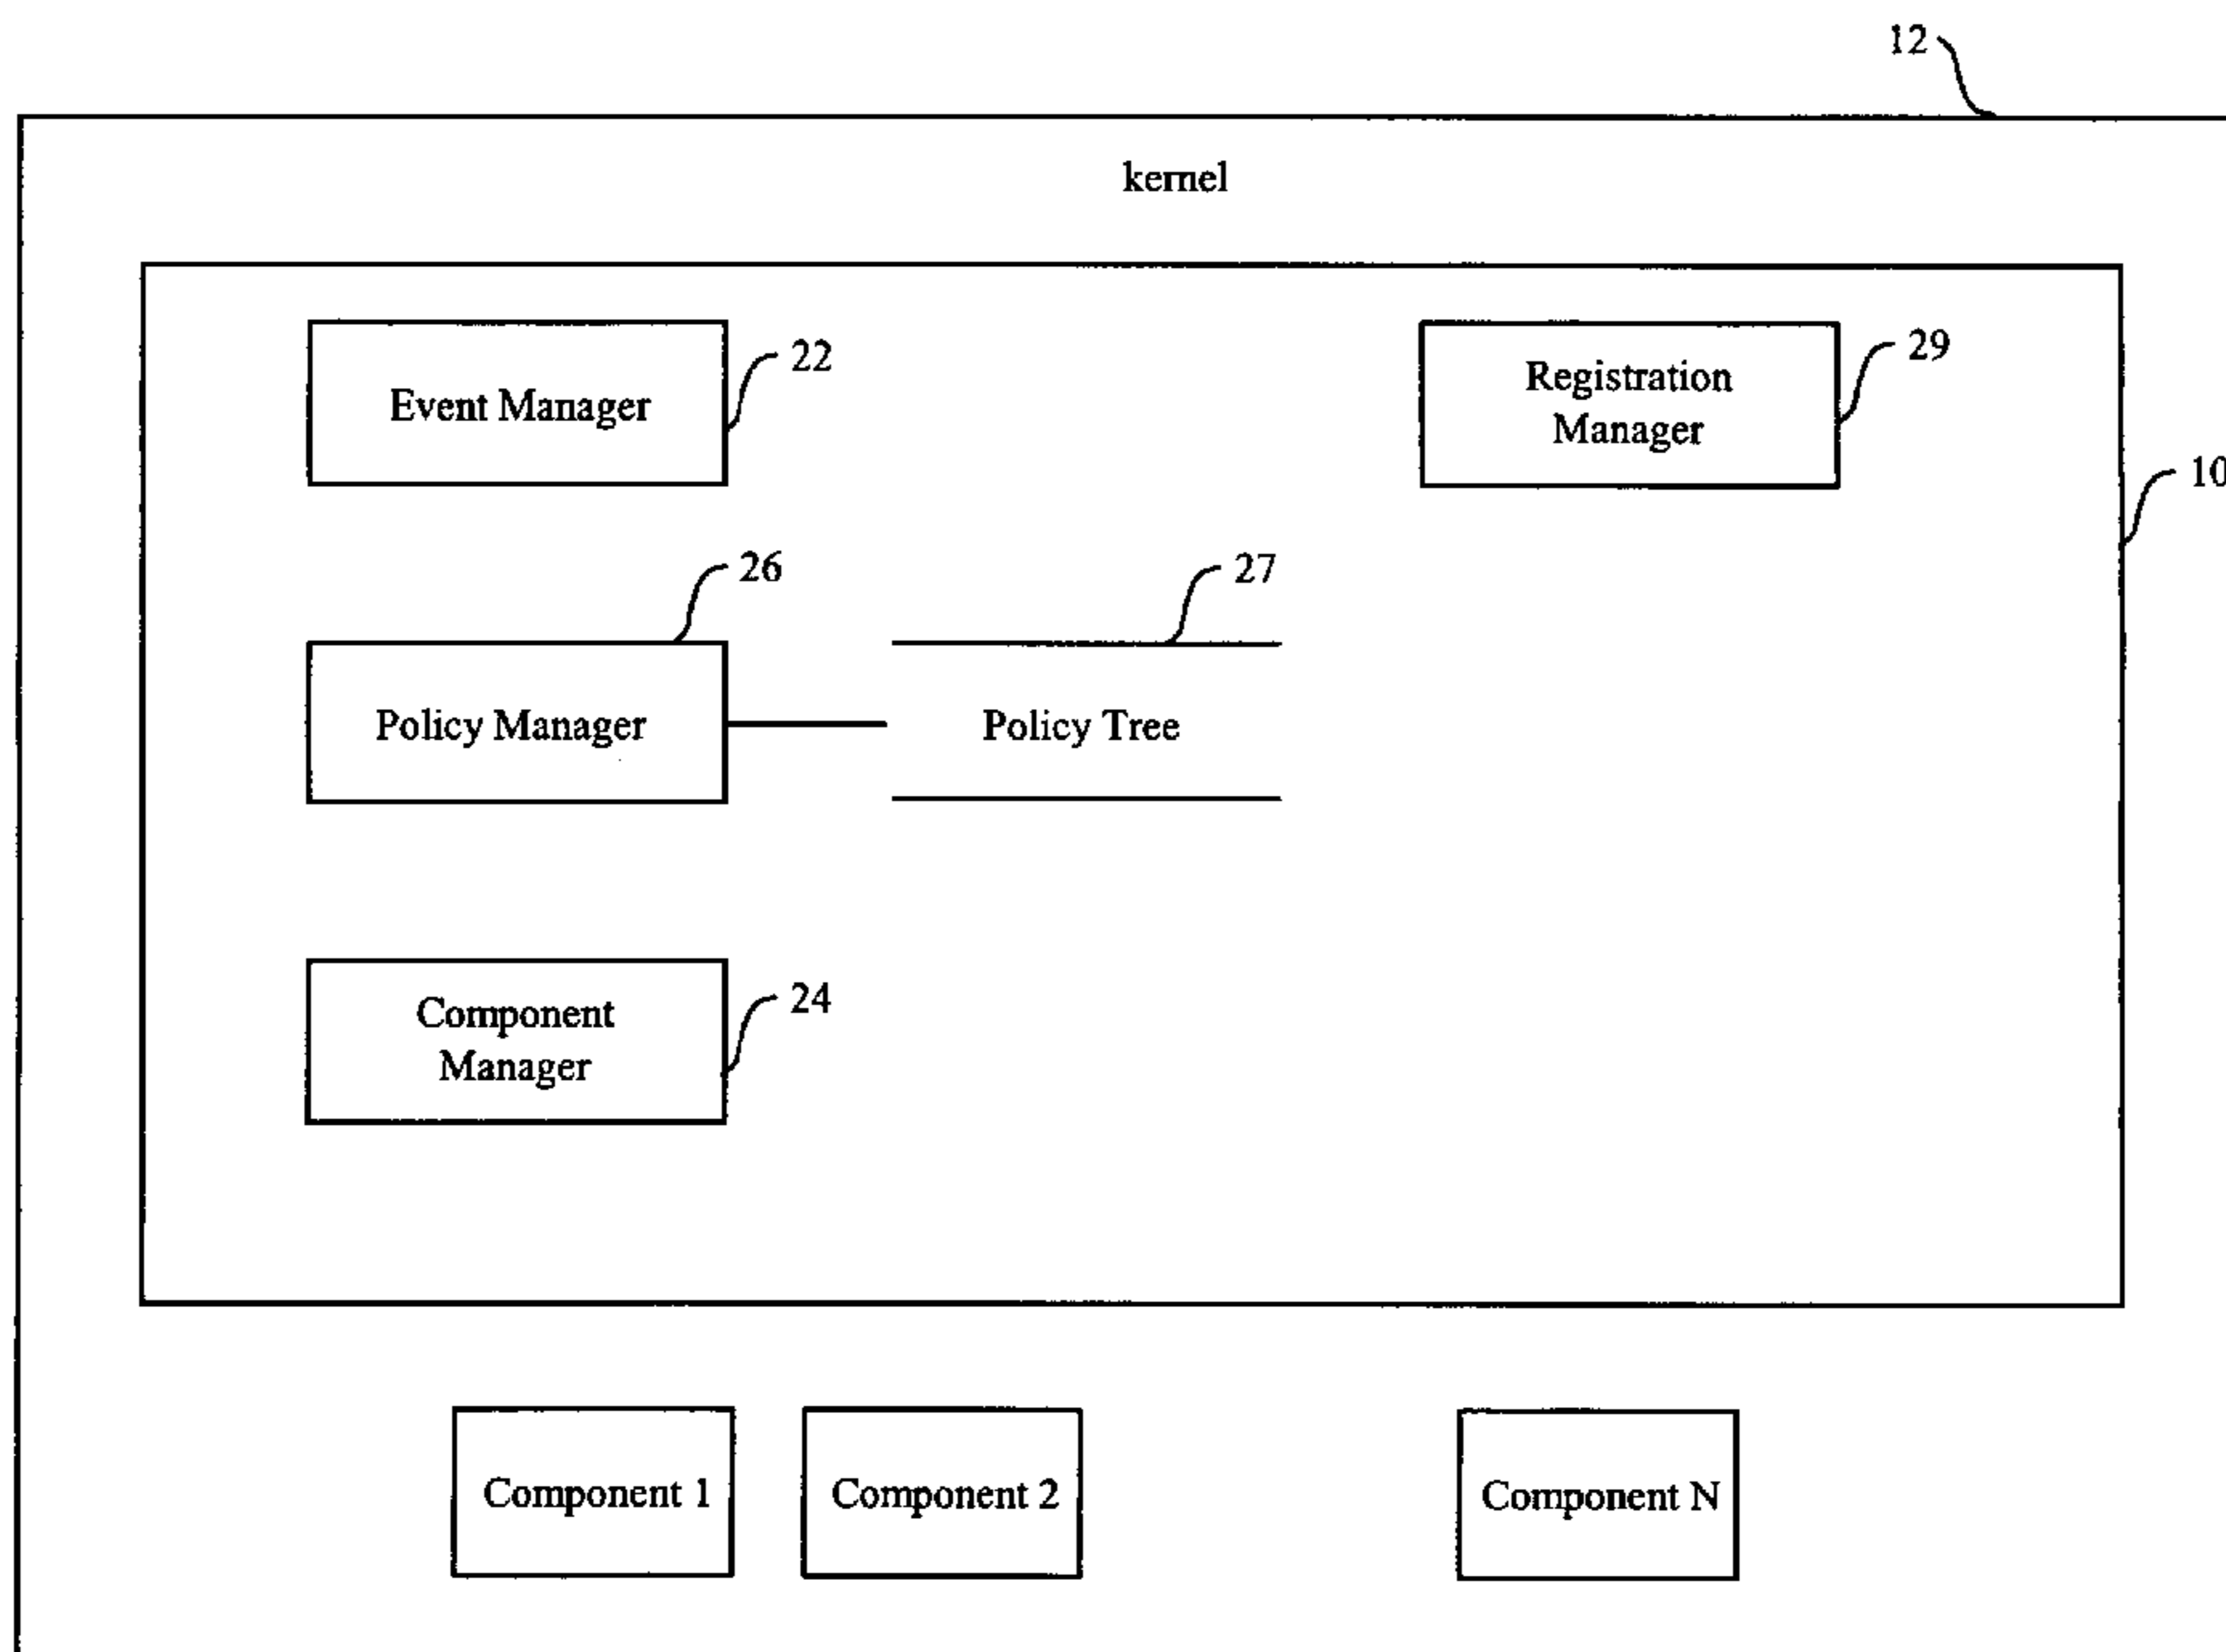 12
kernel
Event Manager
22
Registration
Manager
29
10
26
27
Policy Manager
Policy Tree
Component
Manager
24
Component 1
Component 2
Component N